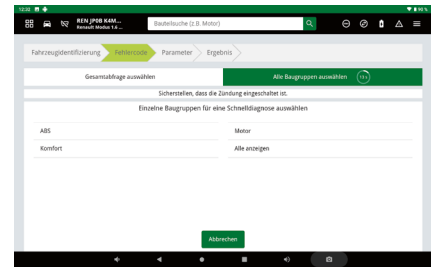 12:32
90 %
REN JP0B K4M...
Renault Modus 1.6 ...
Bauteilsuche (z.B. Motor)
Fahrzeugidentifizierung
Fehlercode
Parameter
Ergebnis
Gesamtabfrage auswählen
Alle Baugruppen auswählen
Sicherstellen, dass die Zündung eingeschaltet ist.
Einzelne Baugruppen für eine Schnelldiagnose auswählen
ABS
Motor
Komfort
Alle anzeigen
Abbrechen